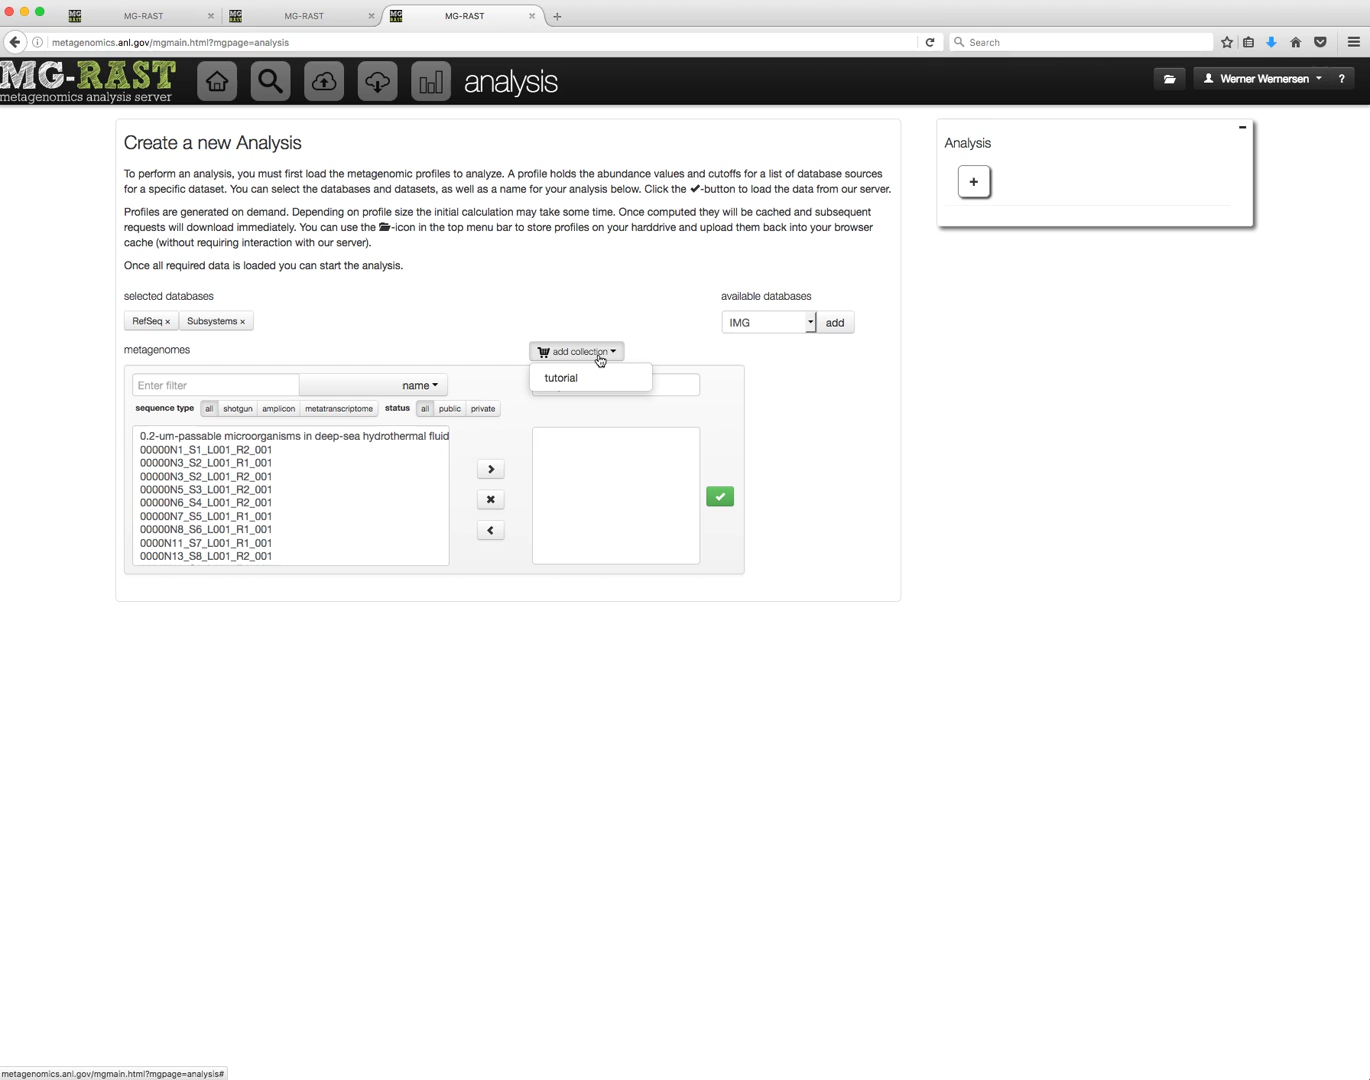 MG-RAST × MG-RAST × MG-RAST × +
metagenomics.anl.gov/mgmain.html?mgpage=analysis
Search
MG-RAST
metagenomics analysis server
analysis
Werner Wernersen
?
Create a new Analysis
To perform an analysis, you must first load the metagenomic profiles to analyze. A profile holds the abundance values and cutoffs for a list of database sources
for a specific dataset. You can select the databases and datasets, as well as a name for your analysis below. Click the ✔-button to load the data from our server.
Profiles are generated on demand. Depending on profile size the initial calculation may take some time. Once computed they will be cached and subsequent
requests will download immediately. You can use the -icon in the top menu bar to store profiles on your harddrive and upload them back into your browser
cache (without requiring interaction with our server).
Once all required data is loaded you can start the analysis.
selected databases
RefSeq ×
Subsystems ×
available databases
IMG
add
metagenomes
add collection
tutorial
Enter filter
name
sequence type all shotgun amplicon metatranscriptome status all public private
0.2-um-passable microorganisms in deep-sea hydrothermal fluid
00000N1_S1_L001_R2_001
00000N3_S2_L001_R1_001
00000N3_S2_L001_R2_001
00000N5_S3_L001_R2_001
00000N6_S4_L001_R2_001
00000N7_S5_L001_R1_001
00000N8_S6_L001_R1_001
0000N11_S7_L001_R1_001
0000N13_S8_L001_R2_001
Analysis
+
metagenomics.anl.gov/mgmain.html?mgpage=analysis#